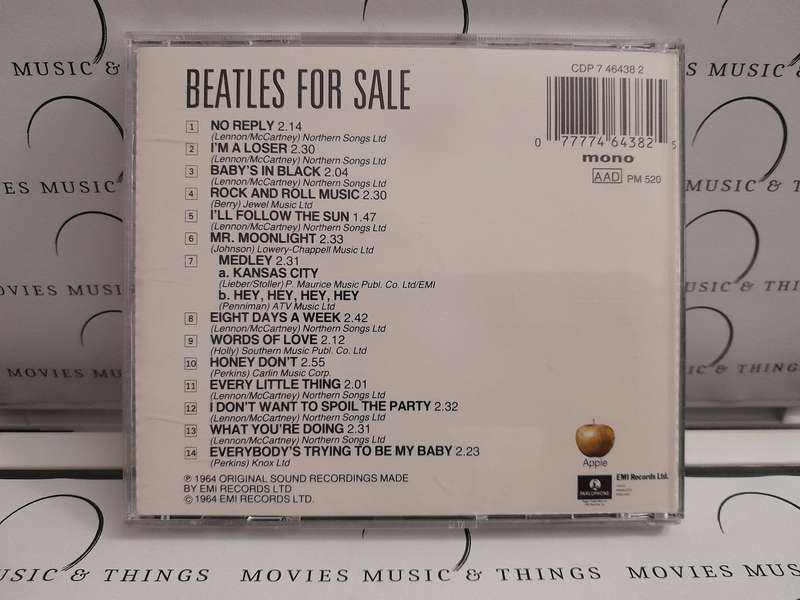 MUSIC &
MOVIES MUSIC
MOVIES MUSIC
MUSIC
MUSIC &
MUSIC & THINGS
MOVIES MUSIC & THINGS
MOVIES MUSIC
BEATLES FOR SALE
1 NO REPLY 2.14
(Lennon/McCartney) Northern Songs Ltd
2 I'M A LOSER 2.30
(Lennon/McCartney) Northern Songs Ltd
3 BABY'S IN BLACK 2.04
(Lennon/McCartney) Northern Songs Ltd
4 ROCK AND ROLL MUSIC 2.30
(Berry) Jewel Music Ltd
5 I'LL FOLLOW THE SUN 1.47
(Lennon/McCartney) Northern Songs Ltd
6 MR. MOONLIGHT 2.33
(Johnson) Lowery-Chappell Music Ltd
7 MEDLEY 2.31
a. KANSAS CITY
(Lieber/Stoller) P. Maurice Music Publ. Co. Ltd/EMI
b. HEY, HEY, HEY, HEY
(Penniman) ATV Music Ltd
8 EIGHT DAYS A WEEK 2.42
(Lennon/McCartney) Northern Songs Ltd
9 WORDS OF LOVE 2.12
(Holly) Southern Music Publ. Co. Ltd
10 HONEY DON'T 2.55
(Perkins) Carlin Music Corp.
11 EVERY LITTLE THING 2.01
(Lennon/McCartney) Northern Songs Ltd
12 I DON'T WANT TO SPOIL THE PARTY 2.32
(Lennon/McCartney) Northern Songs Ltd
13 WHAT YOU'RE DOING 2.31
(Lennon/McCartney) Northern Songs Ltd
14 EVERYBODY'S TRYING TO BE MY BABY 2.23
(Perkins) Knox Ltd
℗ 1964 ORIGINAL SOUND RECORDINGS MADE
BY EMI RECORDS LTD
© 1964 EMI RECORDS LTD.
CDP 7 46438 2
0 77774 64382 5
mono
AAD PM 520
Apple
PARLOPHONE
EMI Records Ltd.